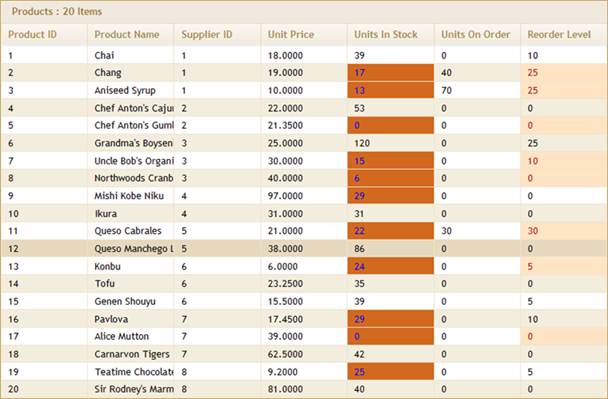 Products : 20 Items
Product ID Product Name Supplier ID Unit Price Units In Stock Units On Order Reorder Level
1 Chai 1 18.0000 39 0 10
2 Chang 1 19.0000 17 40 25
3 Aniseed Syrup 1 10.0000 13 70 25
4 Chef Anton's Cajur 2 22.0000 53 0 0
5 Chef Anton's Guml 2 21.3500 0 0 0
6 Grandma's Boysen 3 25.0000 120 0 25
7 Uncle Bob's Organi 3 30.0000 15 0 10
8 Northwoods Cranb 3 40.0000 6 0 0
9 Mishi Kobe Niku 4 97.0000 29 0 0
10 Ikura 4 31.0000 31 0 0
11 Queso Cabrales 5 21.0000 22 30 30
12 Queso Manchego L 5 38.0000 86 0 0
13 Konbu 6 6.0000 24 0 5
14 Tofu 6 23.2500 35 0 0
15 Genen Shouyu 6 15.5000 39 0 5
16 Pavlova 7 17.4500 29 0 10
17 Alice Mutton 7 39.0000 0 0 0
18 Carnarvon Tigers 7 62.5000 42 0 0
19 Teatime Chocolate 8 9.2000 25 0 5
20 Sir Rodney's Marm 8 81.0000 40 0 0